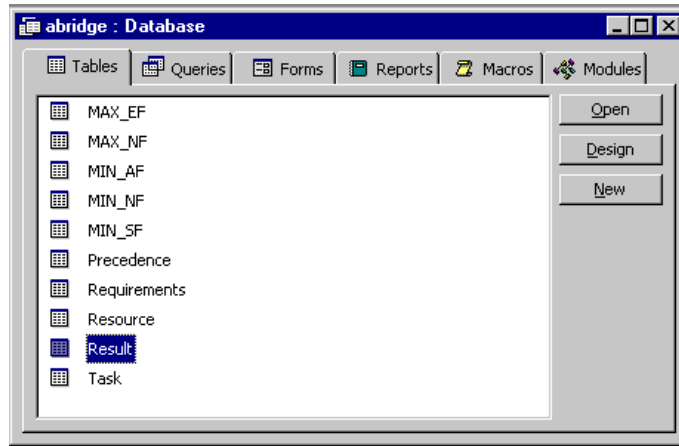 abridge : Database
Tables Queries Forms Reports Macros Modules
MAX_EF
MAX_NF
MIN_AF
MIN_NF
MIN_SF
Precedence
Requirements
Resource
Result
Task
Open
Design
New